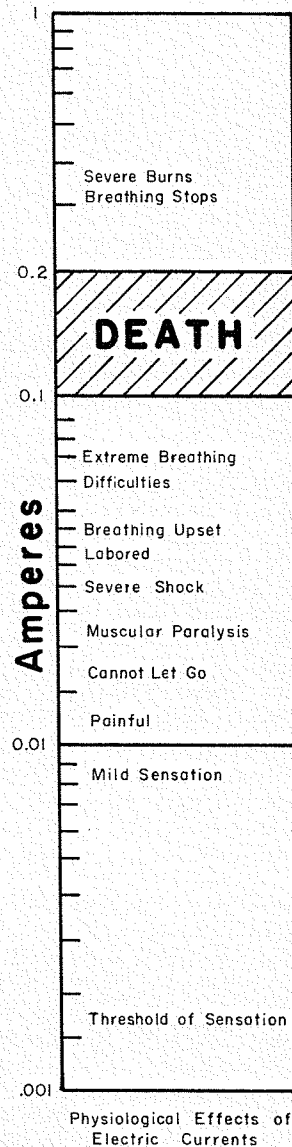 1
Severe Burns
Breathing Stops
0.2
DEATH
0.1
Extreme Breathing
Difficulties
Breathing Upset
Labored
Severe Shock
Muscular Paralysis
Cannot Let Go
Painful
0.01
Mild Sensation
Threshold of Sensation
.001
Amperes
Physiological Effects of
Electric Currents